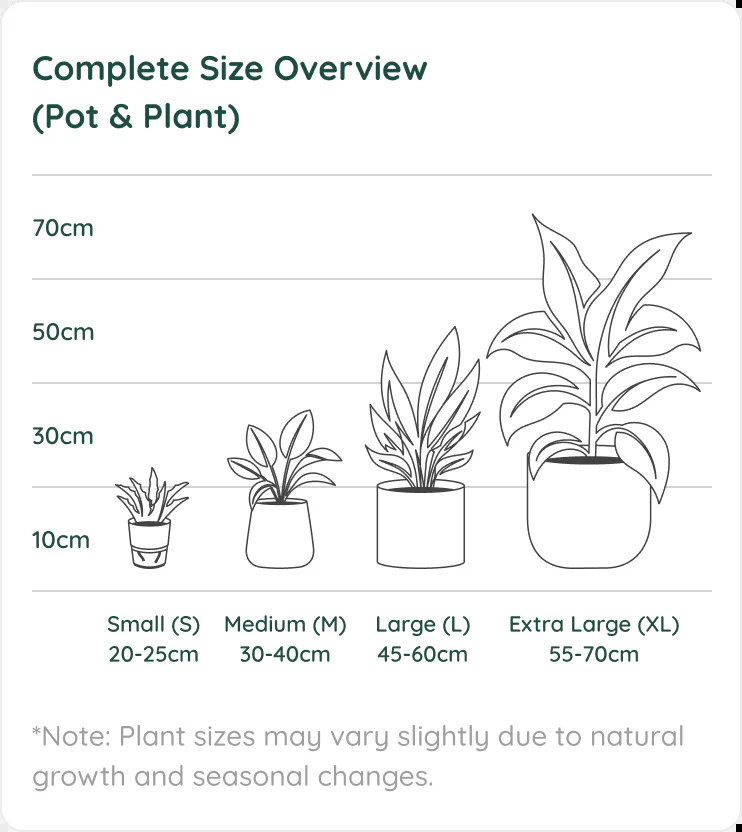 Complete Size Overview
(Pot & Plant)
70cm
50cm
30cm
10cm
Small (S) Medium (M) Large (L) Extra Large (XL)
20-25cm 30-40cm 45-60cm 55-70cm
*Note: Plant sizes may vary slightly due to natural
growth and seasonal changes.